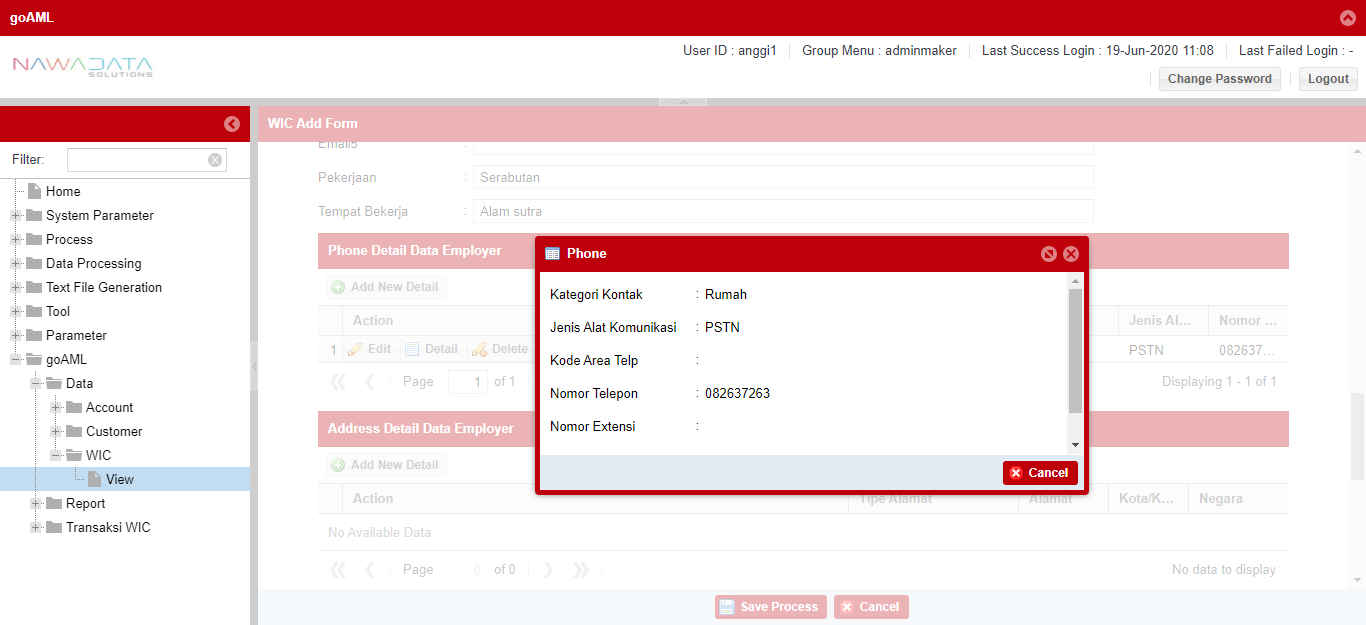 goAML
NAWADATA
SOLUTIONS
User ID : anggi1
Group Menu : adminmaker
Last Success Login : 19-Jun-2020 11:08
Last Failed Login : -
Change Password
Logout
Filter:
Home
System Parameter
Process
Data Processing
Text File Generation
Tool
Parameter
goAML
Data
Account
Customer
WIC
View
Report
Transaksi WIC
WIC Add Form
Email5 :
Pekerjaan : Serabutan
Tempat Bekerja : Alam sutra
Phone Detail Data Employer
Add New Detail
Action Jenis Al... Nomor ...
1 Edit Detail Delete PSTN 082637...
Page 1 of 1 Displaying 1 - 1 of 1
Address Detail Data Employer
Add New Detail
Action Tipe Alamat Alamat Kota/K... Negara
No Available Data
Page 0 of 0 No data to display
Save Process Cancel
Phone
Kategori Kontak : Rumah
Jenis Alat Komunikasi : PSTN
Kode Area Telp :
Nomor Telepon : 082637263
Nomor Extensi :
Cancel